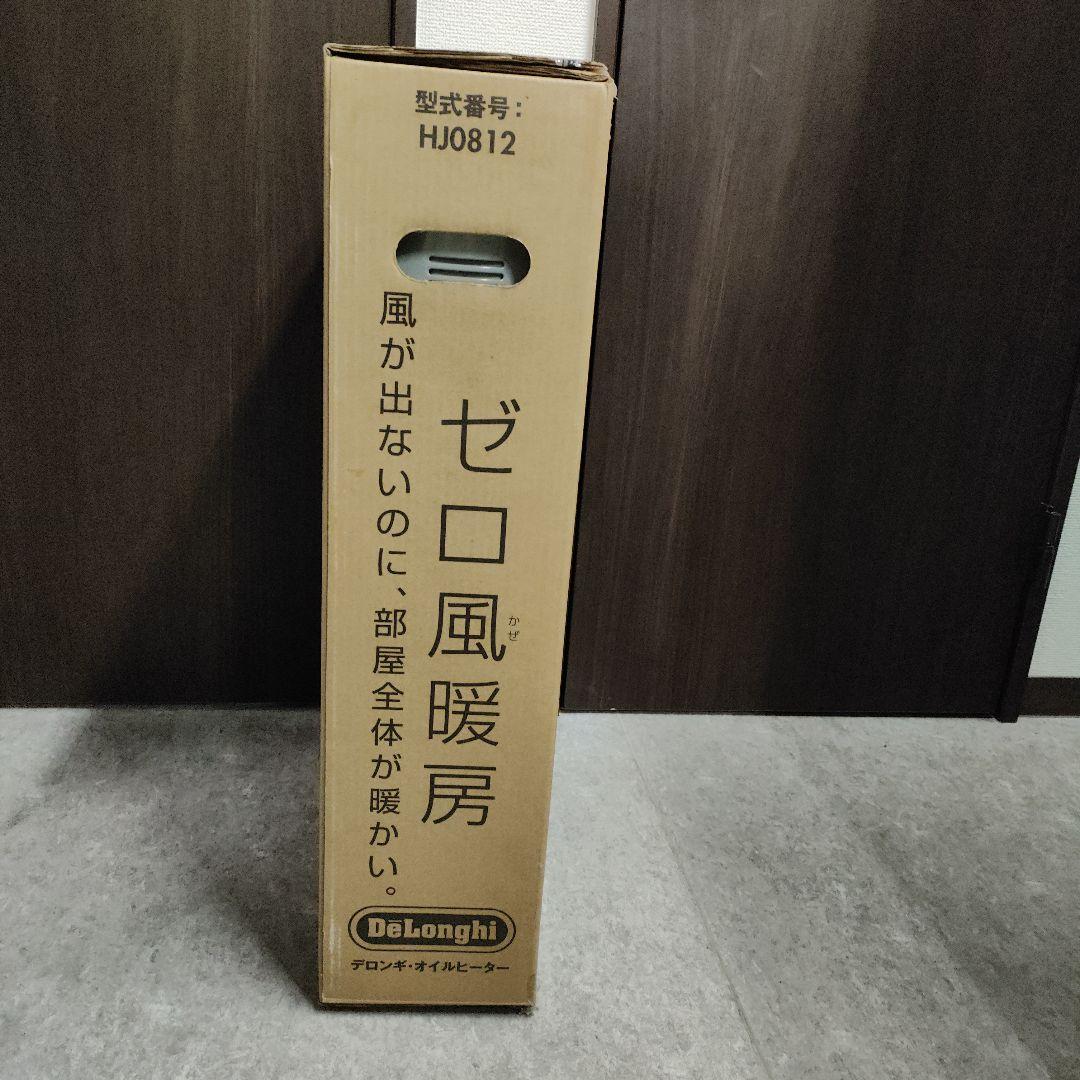 型式番号:
HJ0812
ゼロ風暖房
かぜ
風が出ないのに、部屋全体が暖かい。
DeLonghi
デロンギ・オイルヒーター